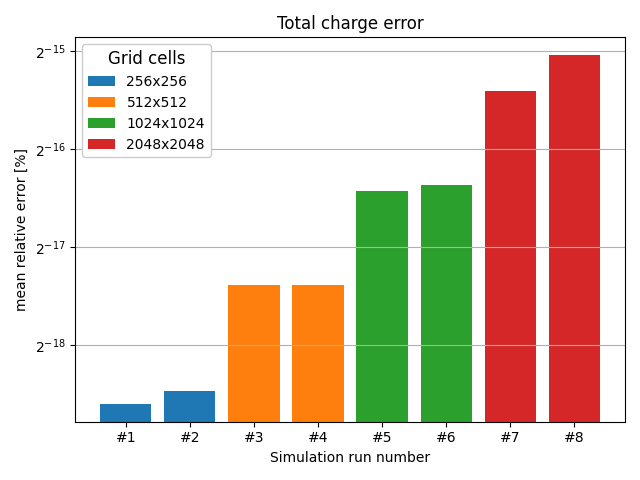 Total charge error
2⁻¹⁵
2⁻¹⁶
2⁻¹⁷
2⁻¹⁸
mean relative error [%]
Grid cells
256x256
512x512
1024x1024
2048x2048
#1 #2 #3 #4 #5 #6 #7 #8
Simulation run number